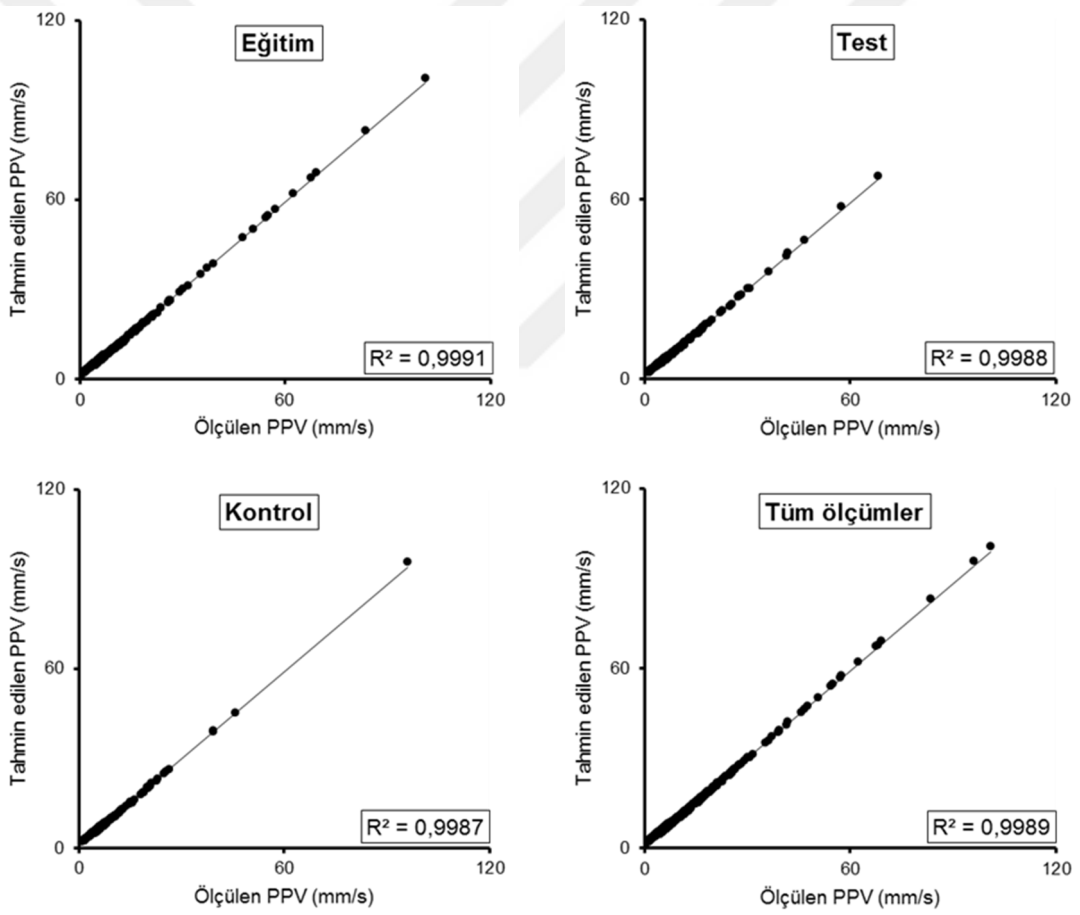 Eğitim
120
60
0
0
60
120
Tahmin edilen PPV (mm/s)
Ölçülen PPV (mm/s)
R² = 0,9991
Test
120
60
0
0
60
120
Tahmin edilen PPV (mm/s)
Ölçülen PPV (mm/s)
R² = 0,9988
Kontrol
120
60
0
0
60
120
Tahmin edilen PPV (mm/s)
Ölçülen PPV (mm/s)
R² = 0,9987
Tüm ölçümler
120
60
0
0
60
120
Tahmin edilen PPV (mm/s)
Ölçülen PPV (mm/s)
R² = 0,9989